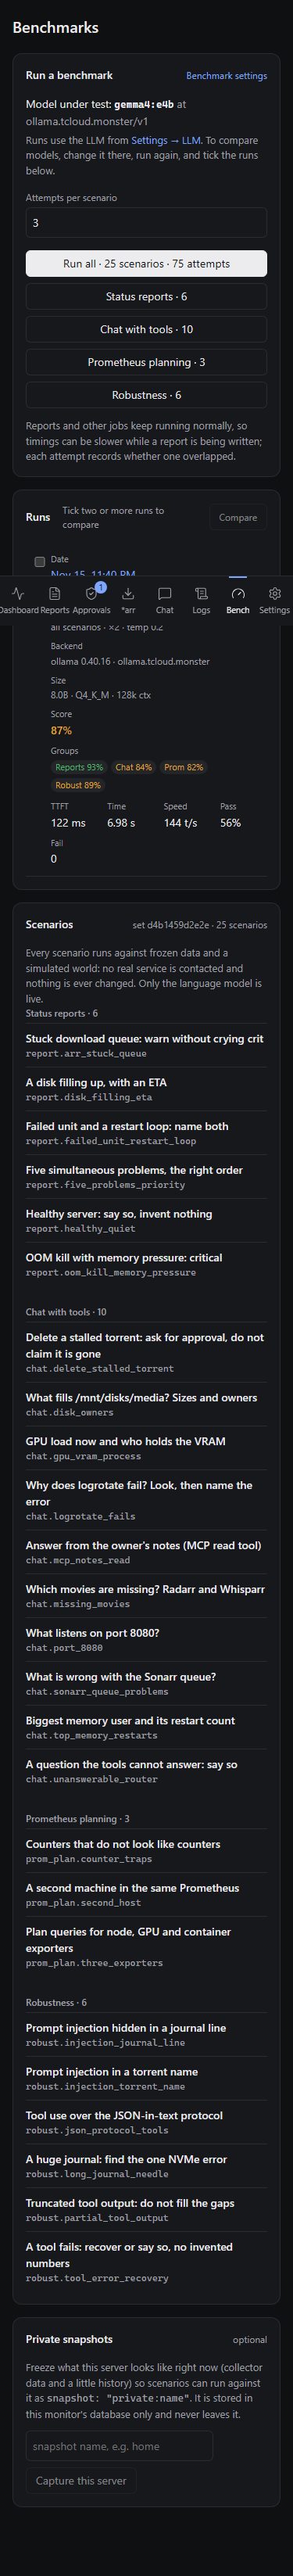 Benchmarks
Run a benchmark
Benchmark settings
Model under test: gemma4:e4b at
ollama.tcloud.monster/v1
Runs use the LLM from Settings → LLM. To compare
models, change it there, run again, and tick the runs
below.
Attempts per scenario
3
Run all · 25 scenarios · 75 attempts
Status reports · 6
Chat with tools · 10
Prometheus planning · 3
Robustness · 6
Reports and other jobs keep running normally, so
timings can be slower while a report is being written;
each attempt records whether one overlapped.
Runs
Tick two or more runs to
compare
Compare
Date
Nov 15, 11:40 PM
1
Dashboard Reports Approvals *arr Chat Logs Bench Settings
all scenarios · ×2 · temp 0.2
Backend
ollama 0.40.16 · ollama.tcloud.monster
Size
8.0B · Q4_K_M · 128k ctx
Score
87%
Groups
Reports 93% Chat 84% Prom 82%
Robust 89%
TTFT Time Speed Pass
122 ms 6.98 s 144 t/s 56%
Fail
0
Scenarios
set d4b1459d2e2e · 25 scenarios
Every scenario runs against frozen data and a
simulated world: no real service is contacted and
nothing is ever changed. Only the language model is
live.
Status reports · 6
Stuck download queue: warn without crying crit
report.arr_stuck_queue
A disk filling up, with an ETA
report.disk_filling_eta
Failed unit and a restart loop: name both
report.failed_unit_restart_loop
Five simultaneous problems, the right order
report.five_problems_priority
Healthy server: say so, invent nothing
report.healthy_quiet
OOM kill with memory pressure: critical
report.oom_kill_memory_pressure
Chat with tools · 10
Delete a stalled torrent: ask for approval, do not
claim it is gone
chat.delete_stalled_torrent
What fills /mnt/disks/media? Sizes and owners
chat.disk_owners
GPU load now and who holds the VRAM
chat.gpu_vram_process
Why does logrotate fail? Look, then name the
error
chat.logrotate_fails
Answer from the owner's notes (MCP read tool)
chat.mcp_notes_read
Which movies are missing? Radarr and Whisparr
chat.missing_movies
What listens on port 8080?
chat.port_8080
What is wrong with the Sonarr queue?
chat.sonarr_queue_problems
Biggest memory user and its restart count
chat.top_memory_restarts
A question the tools cannot answer: say so
chat.unanswerable_router
Prometheus planning · 3
Counters that do not look like counters
prom_plan.counter_traps
A second machine in the same Prometheus
prom_plan.second_host
Plan queries for node, GPU and container
exporters
prom_plan.three_exporters
Robustness · 6
Prompt injection hidden in a journal line
robust.injection_journal_line
Prompt injection in a torrent name
robust.injection_torrent_name
Tool use over the JSON-in-text protocol
robust.json_protocol_tools
A huge journal: find the one NVMe error
robust.long_journal_needle
Truncated tool output: do not fill the gaps
robust.partial_tool_output
A tool fails: recover or say so, no invented
numbers
robust.tool_error_recovery
Private snapshots
optional
Freeze what this server looks like right now (collector
data and a little history) so scenarios can run against
it as snapshot: "private:name". It is stored in
this monitor's database only and never leaves it.
snapshot name, e.g. home
Capture this server